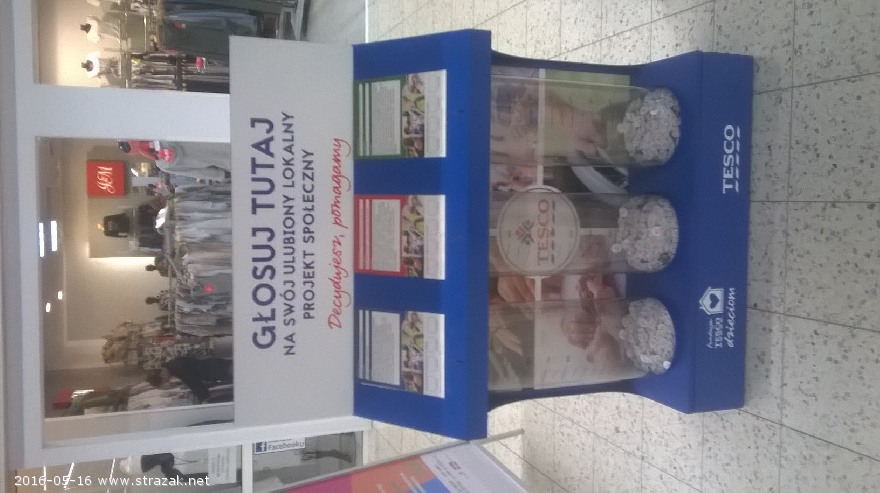 GŁOSUJ TUTAJ
NA SWÓJ ULUBIONY LOKALNY
PROJEKT SPOŁECZNY
Decydujesz, pomagamy
TESCO
TESCO
Fundacja
TESCO
dzieciom
Facebooku
2016-05-16 www.strazak.net